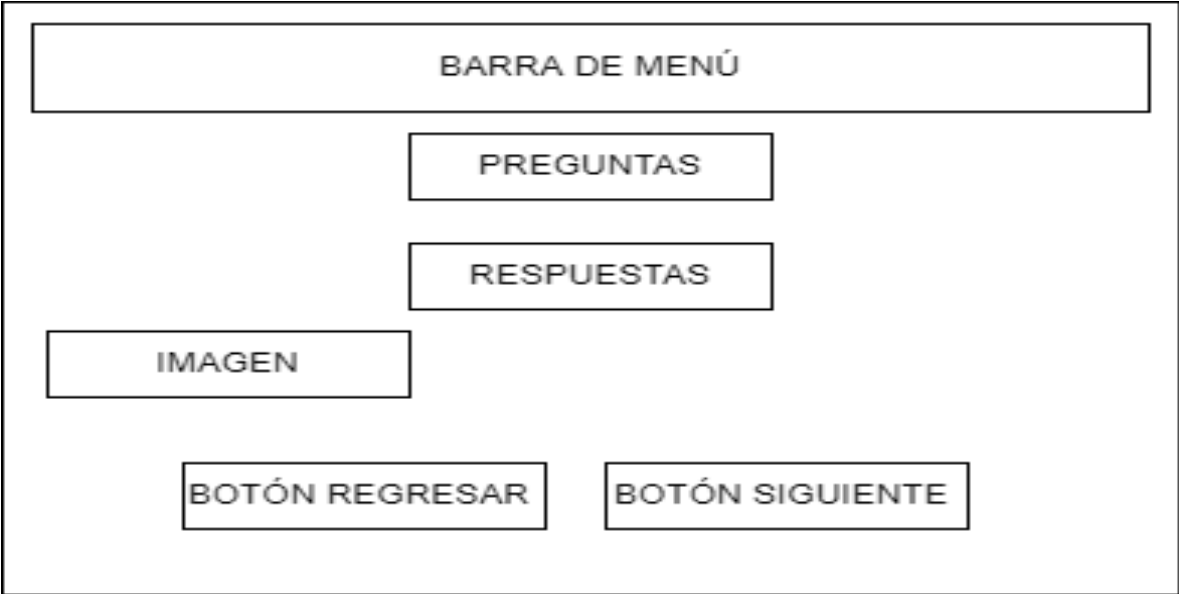 BARRA DE MENÚ
PREGUNTAS
RESPUESTAS
IMAGEN
BOTÓN REGRESAR
BOTÓN SIGUIENTE